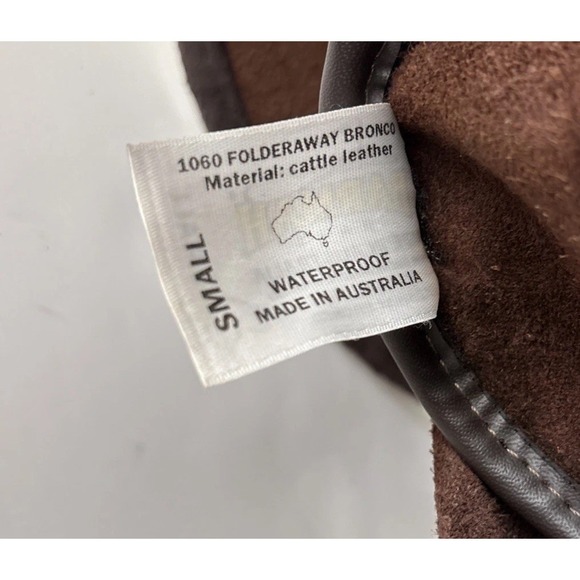 1060 FOLDERAWAY BRONCO
Material: cattle leather
SMALL
WATERPROOF
MADE IN AUSTRALIA